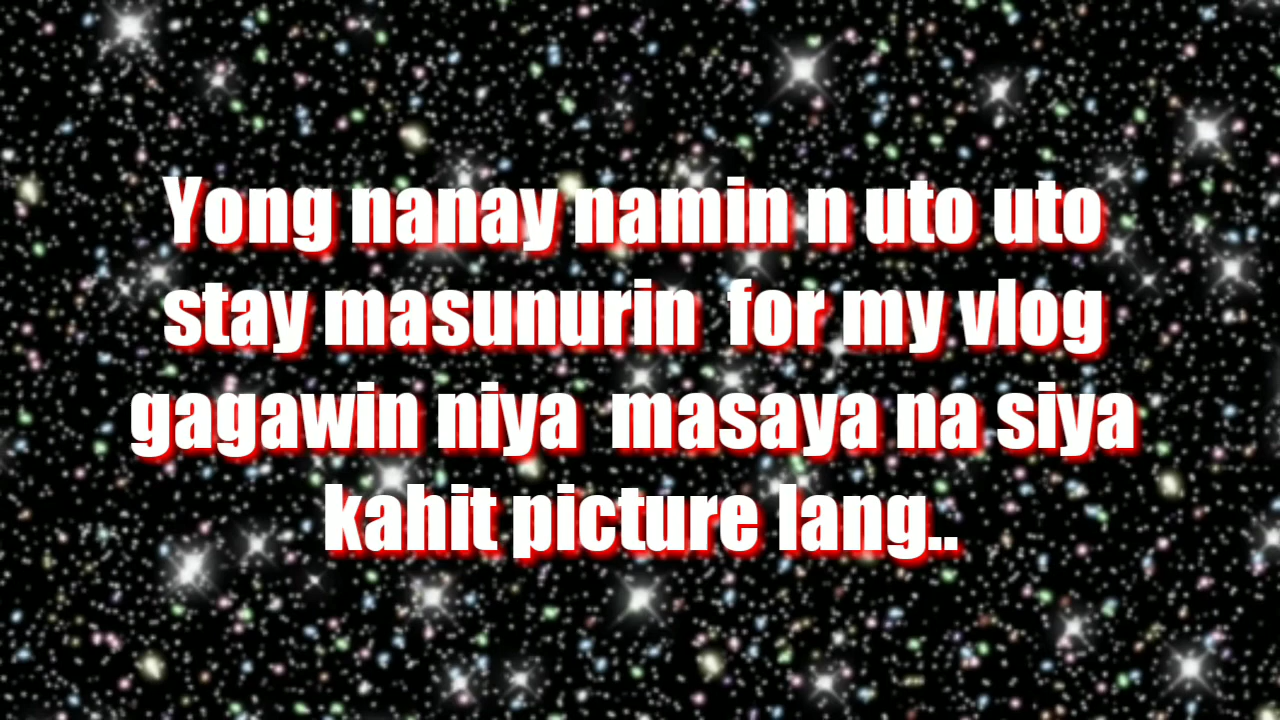 Yong nanay namin n uto uto
stay masunurin for my vlog
gagawin niya masaya na siya
kahit picture lang..